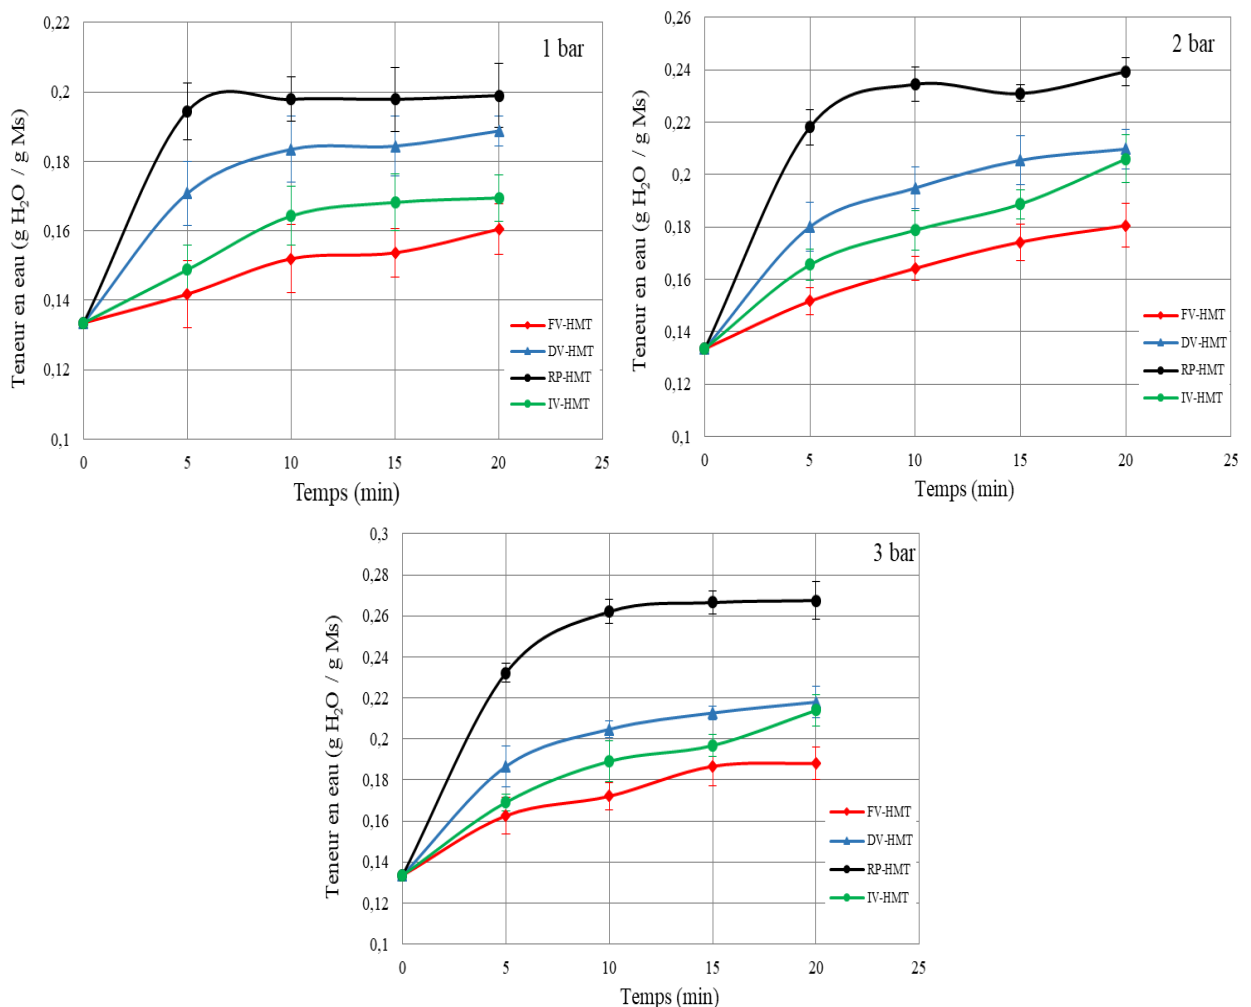 1 bar
Teneur en eau (g H₂O / g Ms)
0,22
0,2
0,18
0,16
0,14
0,12
0,1
0 5 10 15 20 25
Temps (min)
FV-HMT
DV-HMT
RP-HMT
IV-HMT
2 bar
Teneur en eau (g H₂O / g Ms)
0,26
0,24
0,22
0,2
0,18
0,16
0,14
0,12
0,1
0 5 10 15 20 25
Temps (min)
FV-HMT
DV-HMT
RP-HMT
IV-HMT
3 bar
Teneur en eau (g H₂O / g Ms)
0,3
0,28
0,26
0,24
0,22
0,2
0,18
0,16
0,14
0,12
0,1
0 5 10 15 20 25
Temps (min)
FV-HMT
DV-HMT
RP-HMT
IV-HMT